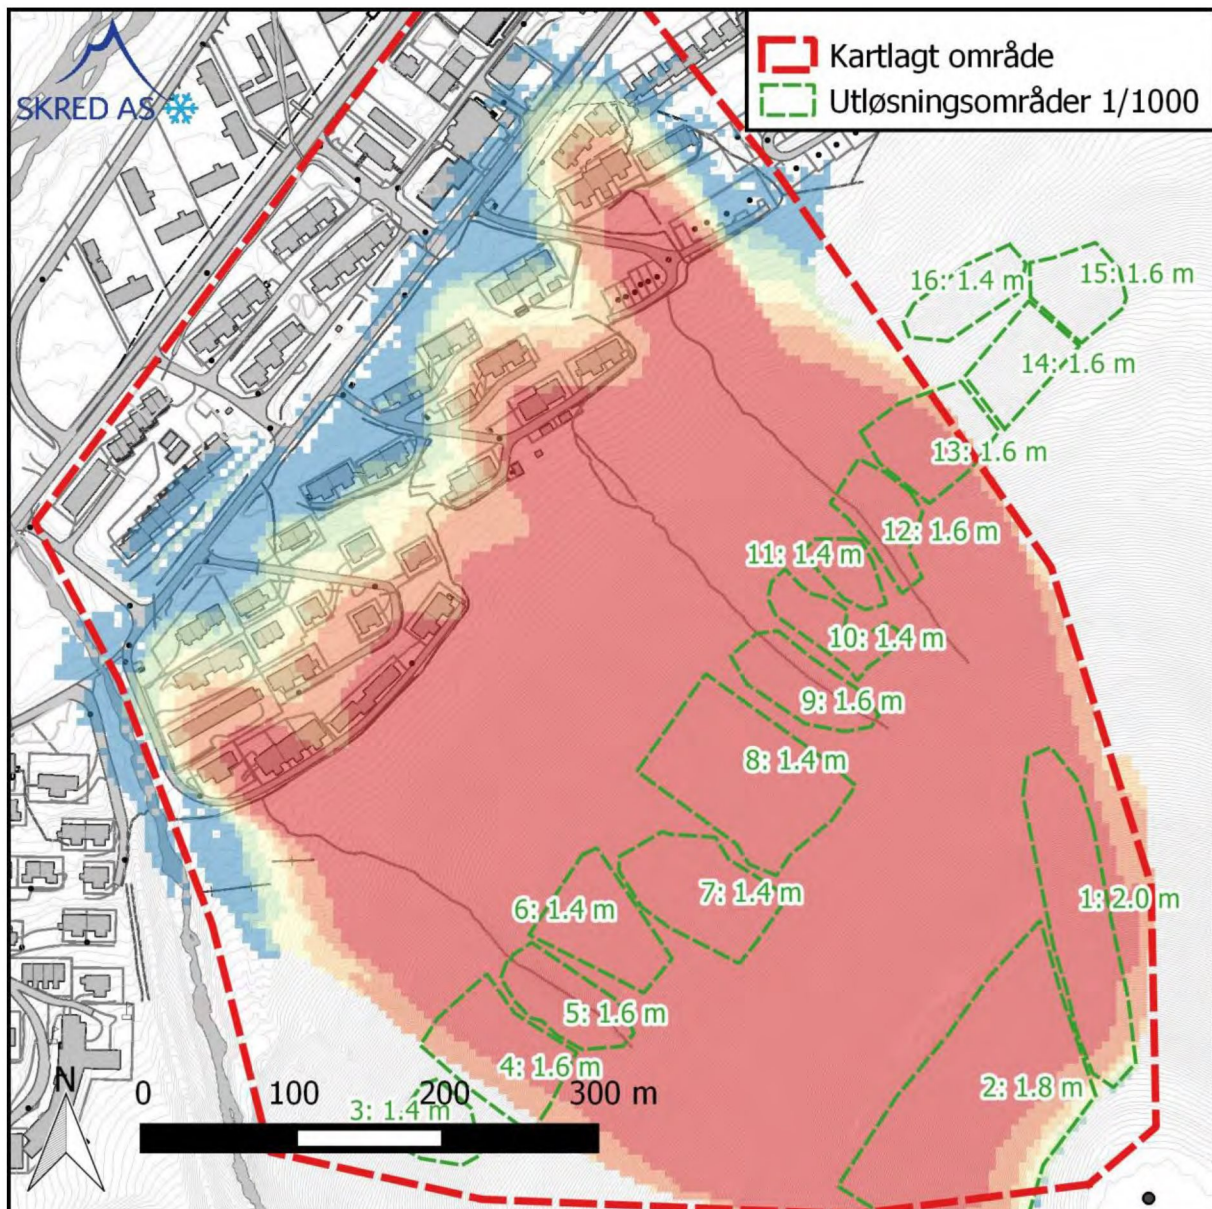 SKRED AS
Kartlagt område
Utløsningsområder 1/1000
16: 1.4 m
15: 1.6 m
14: 1.6 m
13: 1.6 m
12: 1.6 m
11: 1.4 m
10: 1.4 m
9: 1.6 m
8: 1.4 m
7: 1.4 m
6: 1.4 m
1: 2.0 m
5: 1.6 m
4: 1.6 m
2: 1.8 m
3: 1.4 m
N
0 100 200 300 m